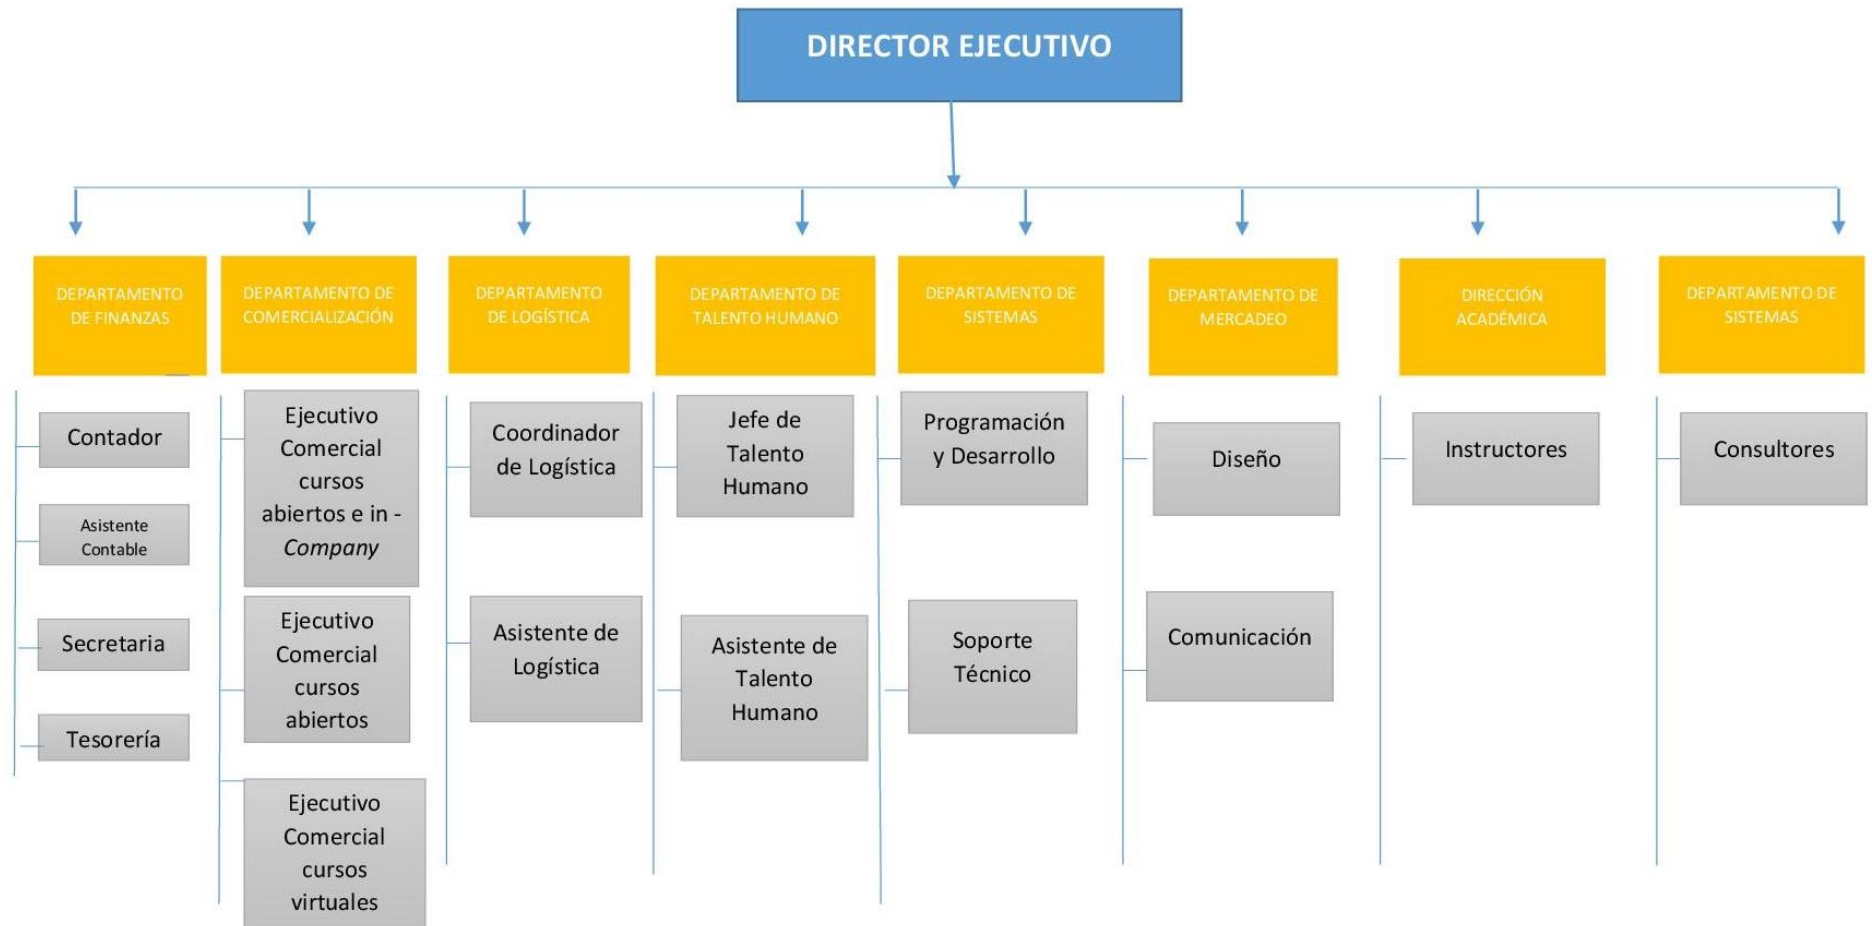 DIRECTOR EJECUTIVO
DEPARTAMENTO
DE FINANZAS
DEPARTAMENTO DE
COMERCIALIZACIÓN
DEPARTAMENTO
DE LOGÍSTICA
DEPARTAMENTO DE
TALENTO HUMANO
DEPARTAMENTO DE
SISTEMAS
DEPARTAMENTO DE
MERCADEO
DIRECCIÓN
ACADÉMICA
DEPARTAMENTO DE
SISTEMAS
Contador
Asistente
Contable
Secretaria
Tesorería
Ejecutivo
Comercial
cursos
abiertos e in -
Company
Ejecutivo
Comercial
cursos
abiertos
Ejecutivo
Comercial
cursos
virtuales
Coordinador
de Logística
Asistente de
Logística
Jefe de
Talento
Humano
Asistente de
Talento
Humano
Programación
y Desarrollo
Soporte
Técnico
Diseño
Comunicación
Instructores
Consultores